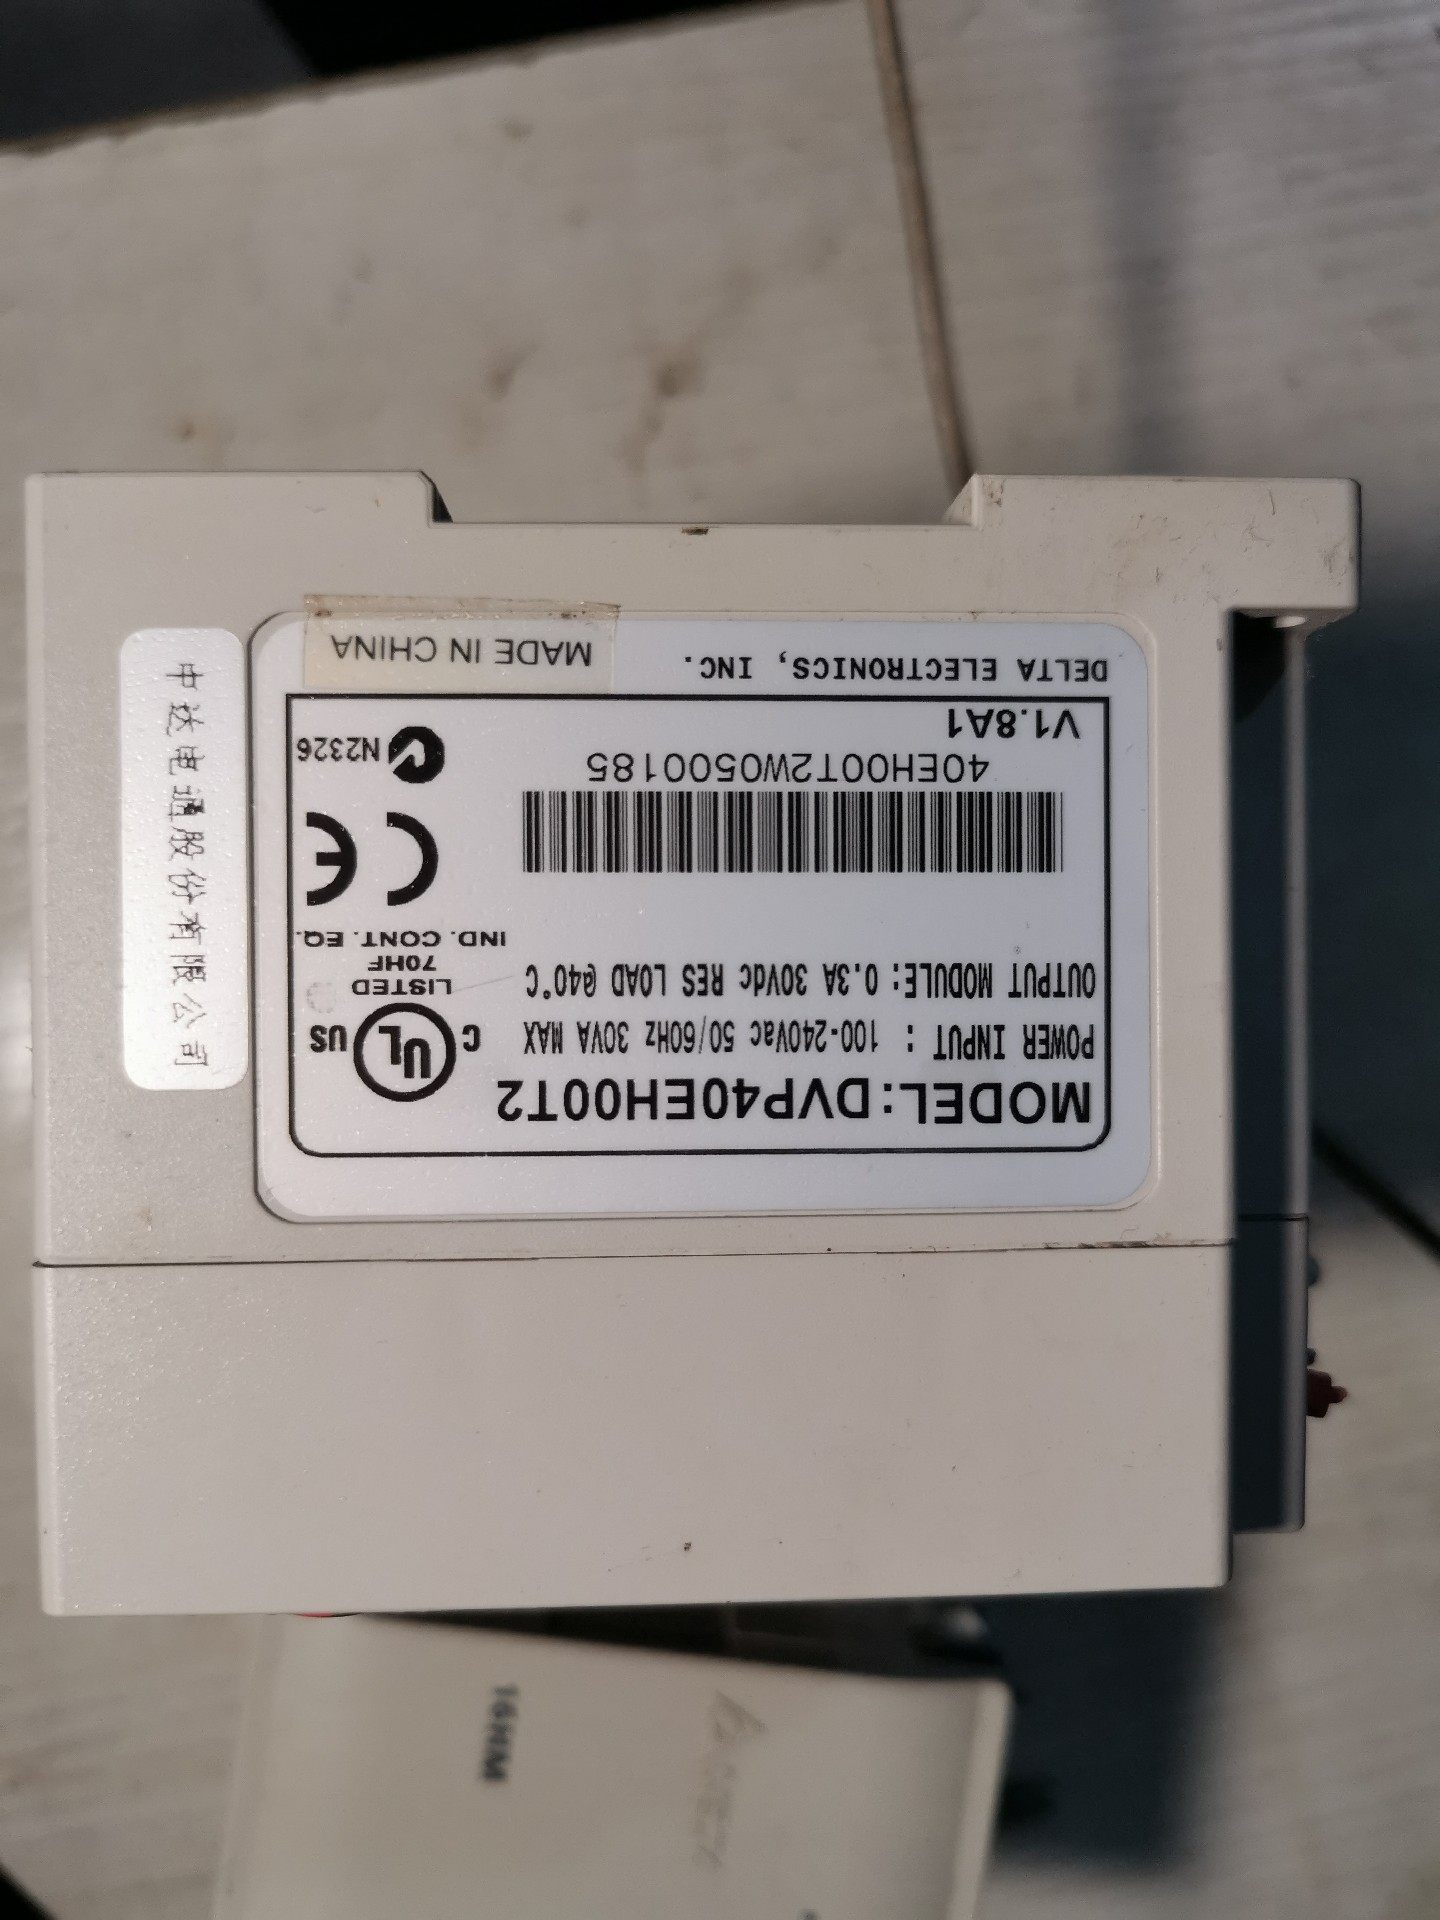 MODEL:DVP40EH00T2
POWER INPUT : 100-240Vac 50/60Hz 30VA MAX
OUTPUT MODULE: 0.3A 30Vdc RES LOAD @40°C
C UL US
LISTED
70HF
IND. CONT. EQ.
40EH00T2W0500185
V1.8A1
CE
N2326
DELTA ELECTRONICS, INC.
MADE IN CHINA
中达电通股份有限公司
16HM